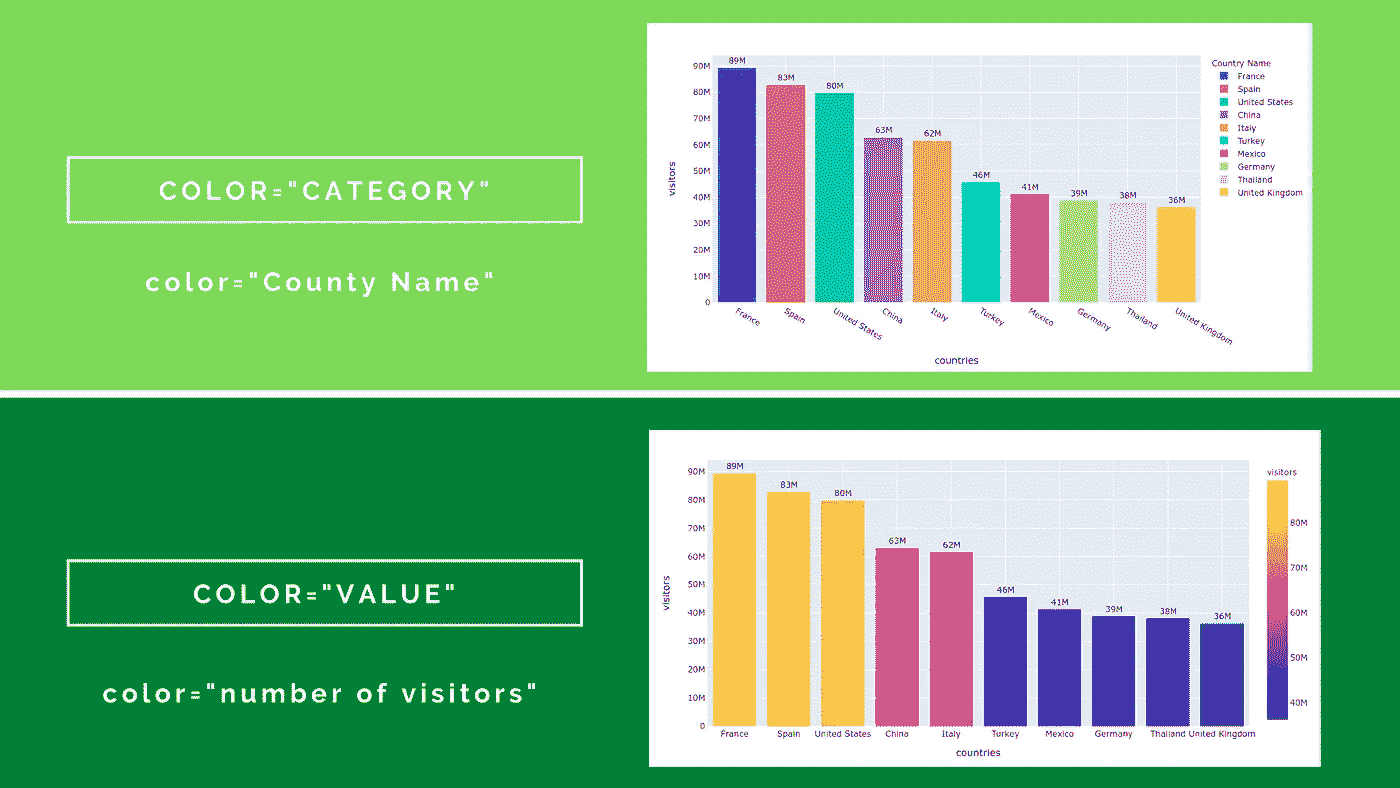 COLOR="CATEGORY"
color="County Name"
89M
83M
80M
63M
62M
46M
41M
39M
38M
36M
90M
80M
70M
60M
50M
40M
30M
20M
10M
0
visitors
France
Spain
United States
China
Italy
Turkey
Mexico
Germany
Thailand
United Kingdom
countries
Country Name
France
Spain
United States
China
Italy
Turkey
Mexico
Germany
Thailand
United Kingdom
COLOR="VALUE"
color="number of visitors"
89M
83M
80M
63M
62M
46M
41M
39M
38M
36M
90M
80M
70M
60M
50M
40M
30M
20M
10M
0
visitors
France Spain United States China Italy Turkey Mexico Germany Thailand United Kingdom
countries
visitors
80M
70M
60M
50M
40M